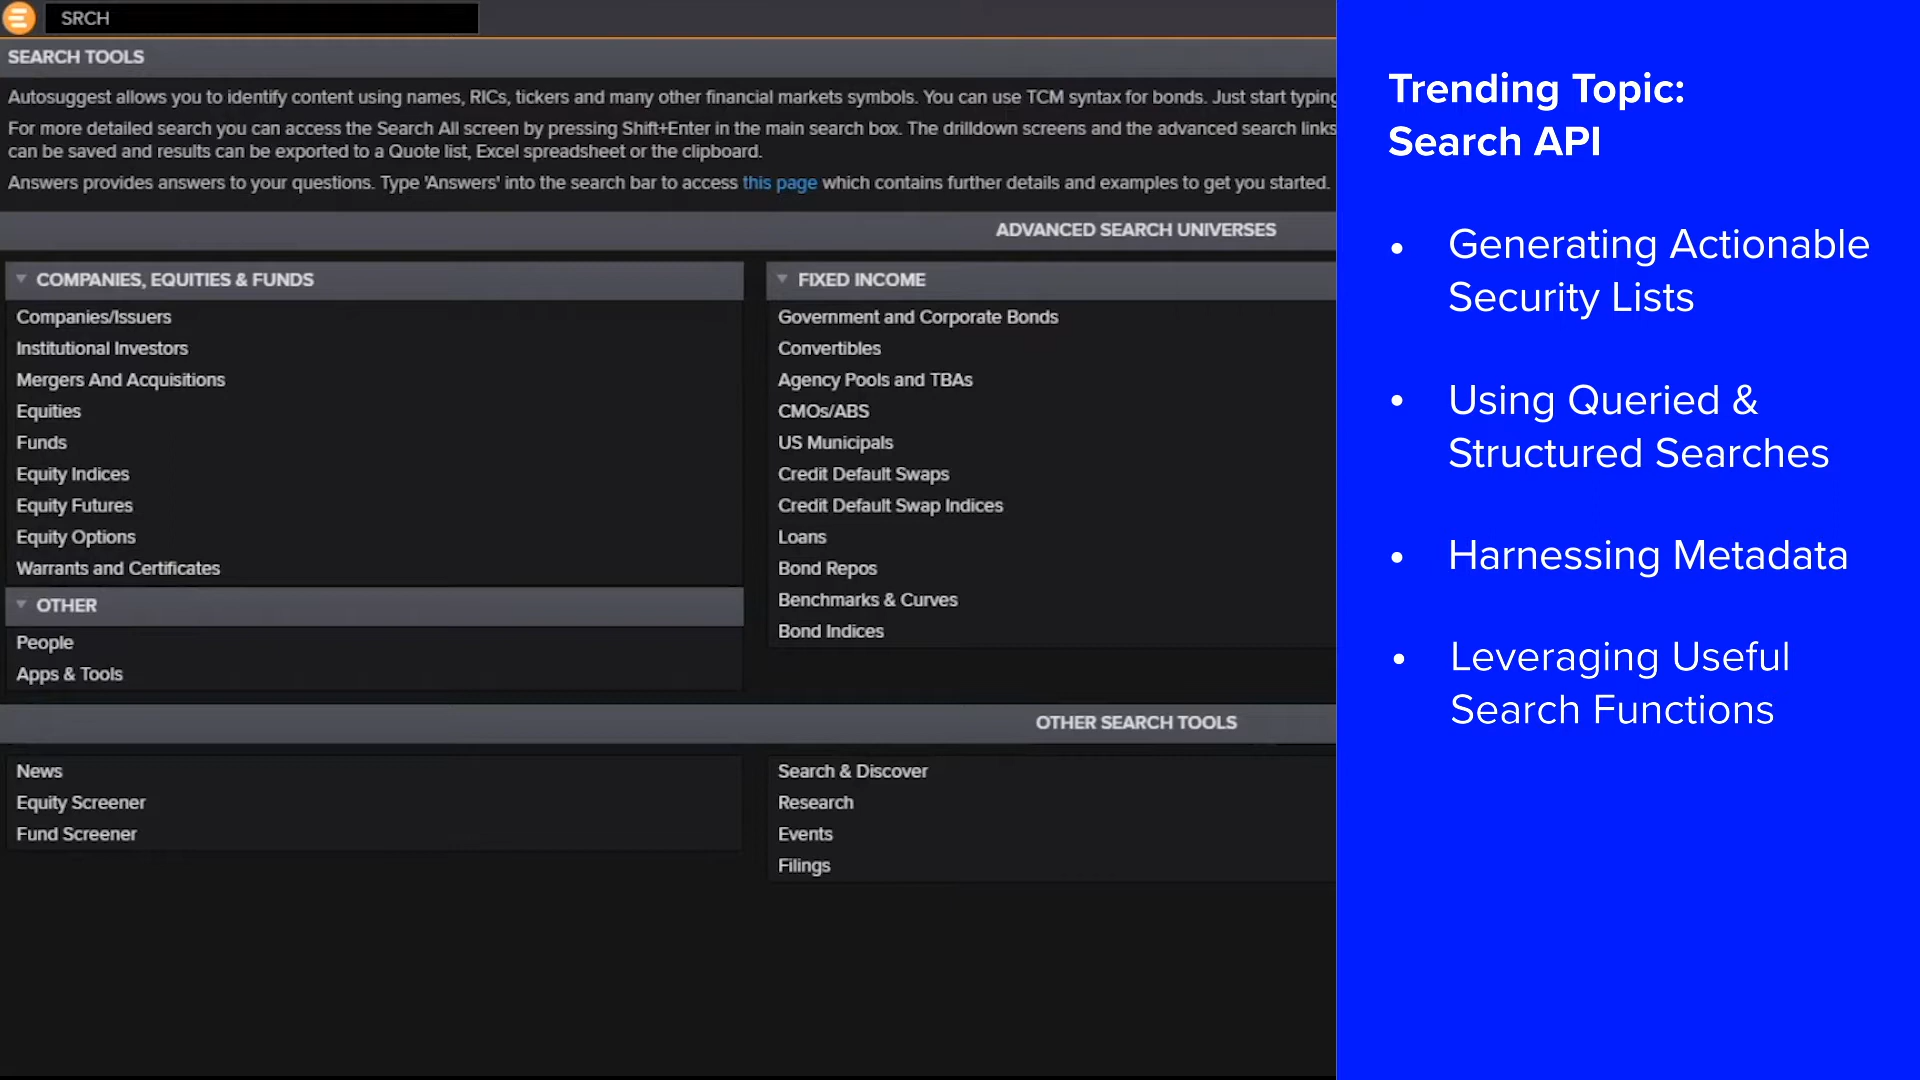 SRCH
SEARCH TOOLS
Autosuggest allows you to identify content using names, RICs, tickers and many other financial markets symbols. You can use TCM syntax for bonds. Just start typing
For more detailed search you can access the Search All screen by pressing Shift+Enter in the main search box. The drilldown screens and the advanced search links
can be saved and results can be exported to a Quote list, Excel spreadsheet or the clipboard.
Answers provides answers to your questions. Type 'Answers' into the search bar to access this page which contains further details and examples to get you started.
ADVANCED SEARCH UNIVERSES
COMPANIES, EQUITIES & FUNDS
Companies/Issuers
Institutional Investors
Mergers And Acquisitions
Equities
Funds
Equity Indices
Equity Futures
Equity Options
Warrants and Certificates
OTHER
People
Apps & Tools
FIXED INCOME
Government and Corporate Bonds
Convertibles
Agency Pools and TBAs
CMOs/ABS
US Municipals
Credit Default Swaps
Credit Default Swap Indices
Loans
Bond Repos
Benchmarks & Curves
Bond Indices
OTHER SEARCH TOOLS
News
Equity Screener
Fund Screener
Search & Discover
Research
Events
Filings
Trending Topic:
Search API
• Generating Actionable
Security Lists
• Using Queried &
Structured Searches
• Harnessing Metadata
• Leveraging Useful
Search Functions